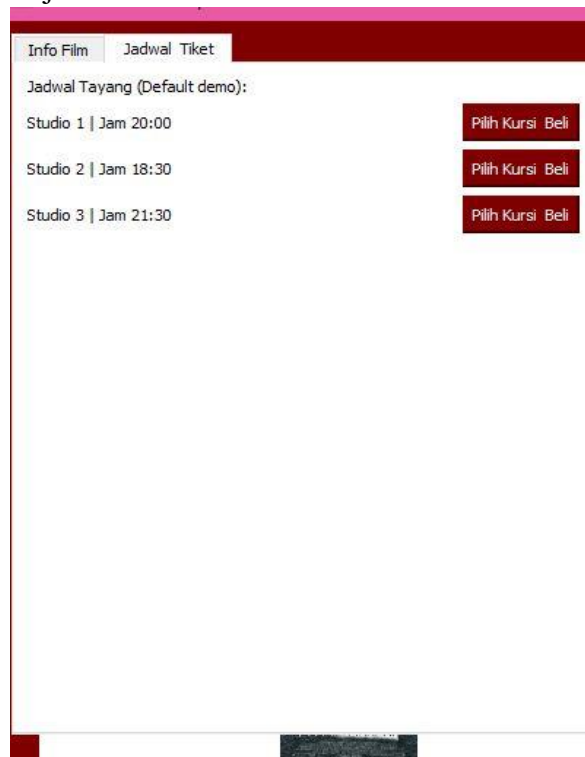 Info Film
Jadwal Tiket
Jadwal Tayang (Default demo):
Studio 1 | Jam 20:00
Pilih Kursi Beli
Studio 2 | Jam 18:30
Pilih Kursi Beli
Studio 3 | Jam 21:30
Pilih Kursi Beli